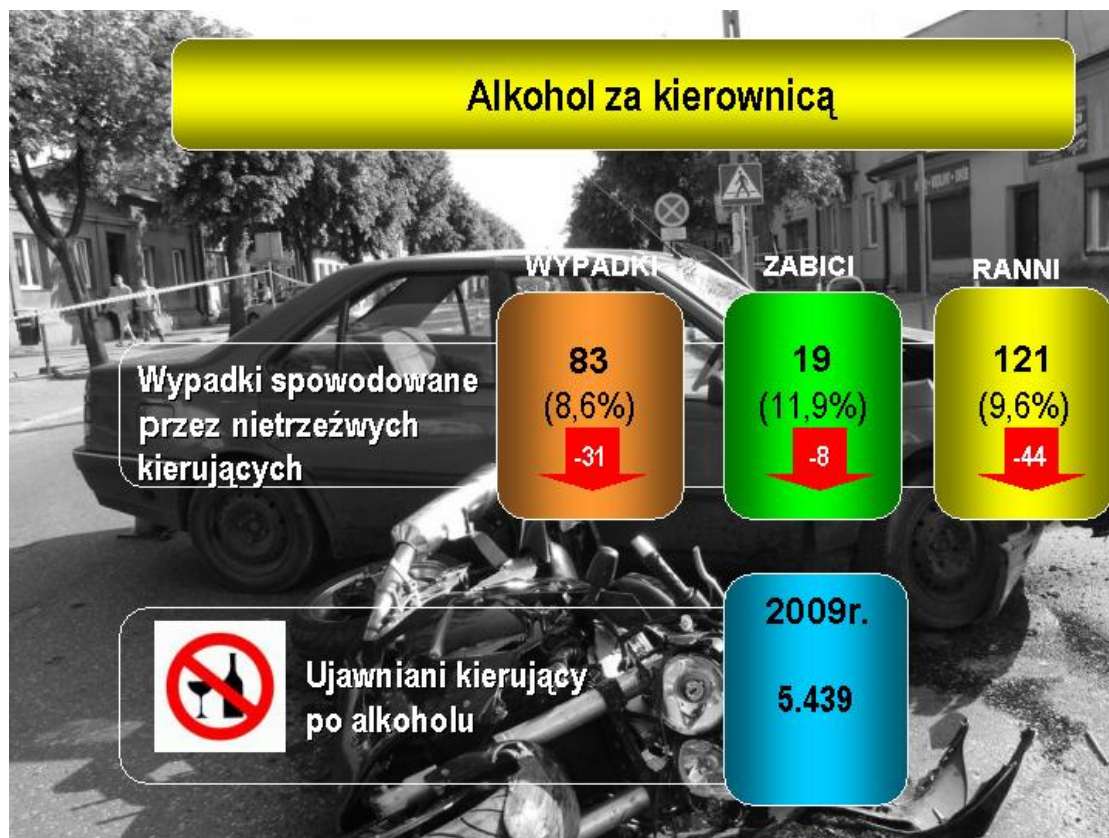 Alkohol za kierownicą
WYPADKI ZABICI RANNI
Wypadki spowodowane
przez nietrzeźwych
kierujących
83 19 121
(8,6%) (11,9%) (9,6%)
-31 -8 -44
Ujawniani kierujący
po alkoholu
2009r.
5.439